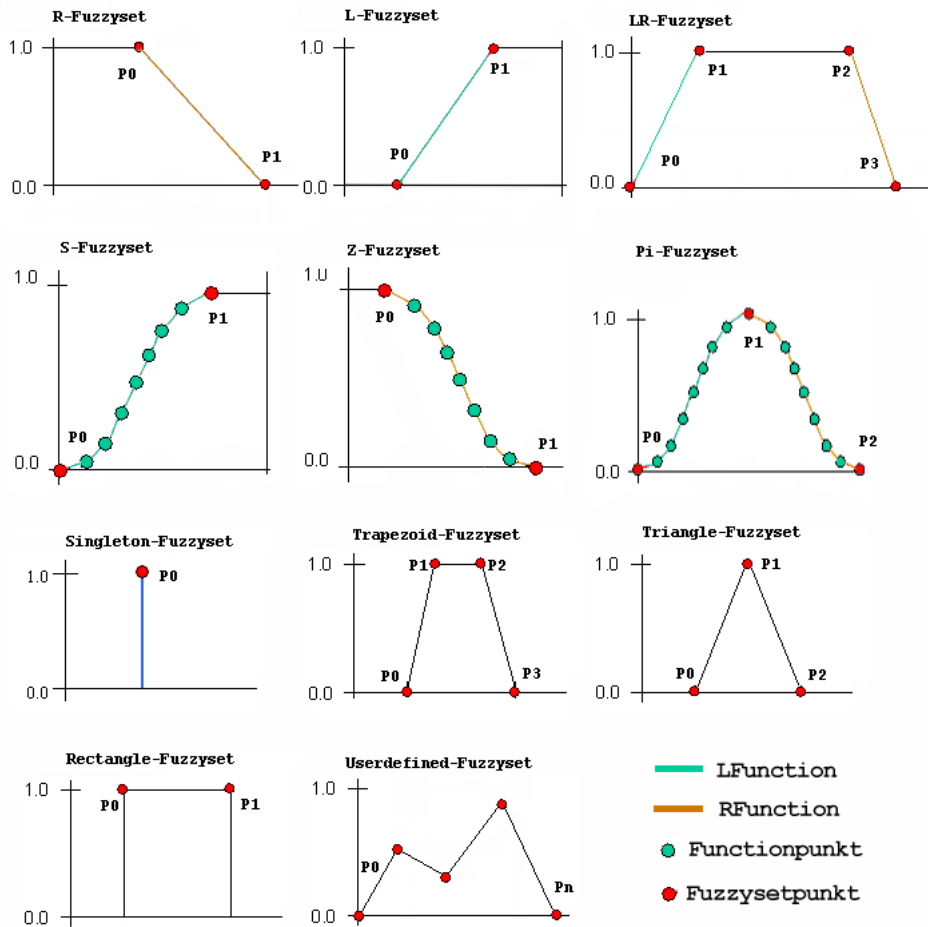 R-Fuzzyset
1.0
P0
P1
0.0
L-Fuzzyset
1.0
P1
P0
0.0
LR-Fuzzyset
1.0
P1
P2
P0
P3
0.0
S-Fuzzyset
1.0
P1
P0
0.0
Z-Fuzzyset
1.0
P0
P1
0.0
Pi-Fuzzyset
1.0
P1
P0
P2
0.0
Singleton-Fuzzyset
1.0
P0
0.0
Trapezoid-Fuzzyset
1.0
P1
P2
P0
P3
0.0
Triangle-Fuzzyset
1.0
P1
P0
P2
0.0
Rectangle-Fuzzyset
1.0
P0
P1
0.0
Userdefined-Fuzzyset
1.0
P0
Pn
0.0
LFunction
RFunction
Functionpunkt
Fuzzysetpunkt